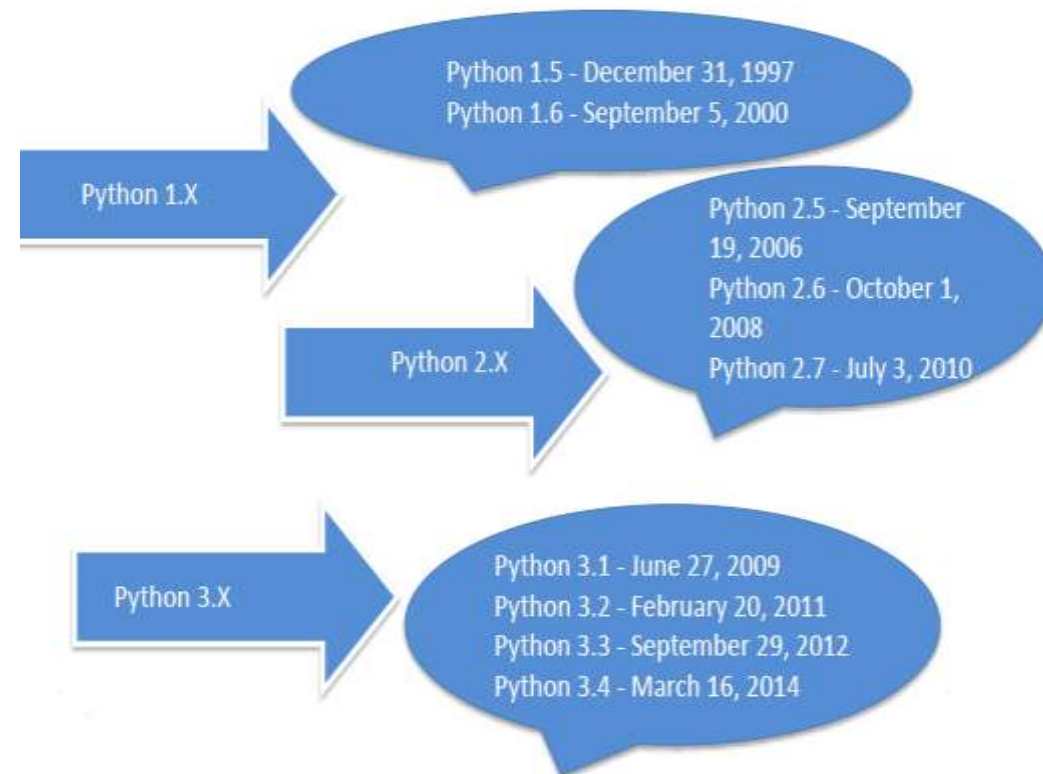 Python 1.5 - December 31, 1997
Python 1.6 - September 5, 2000
Python 1.X
Python 2.5 - September
19, 2006
Python 2.6 - October 1,
2008
Python 2.7 - July 3, 2010
Python 2.X
Python 3.X
Python 3.1 - June 27, 2009
Python 3.2 - February 20, 2011
Python 3.3 - September 29, 2012
Python 3.4 - March 16, 2014